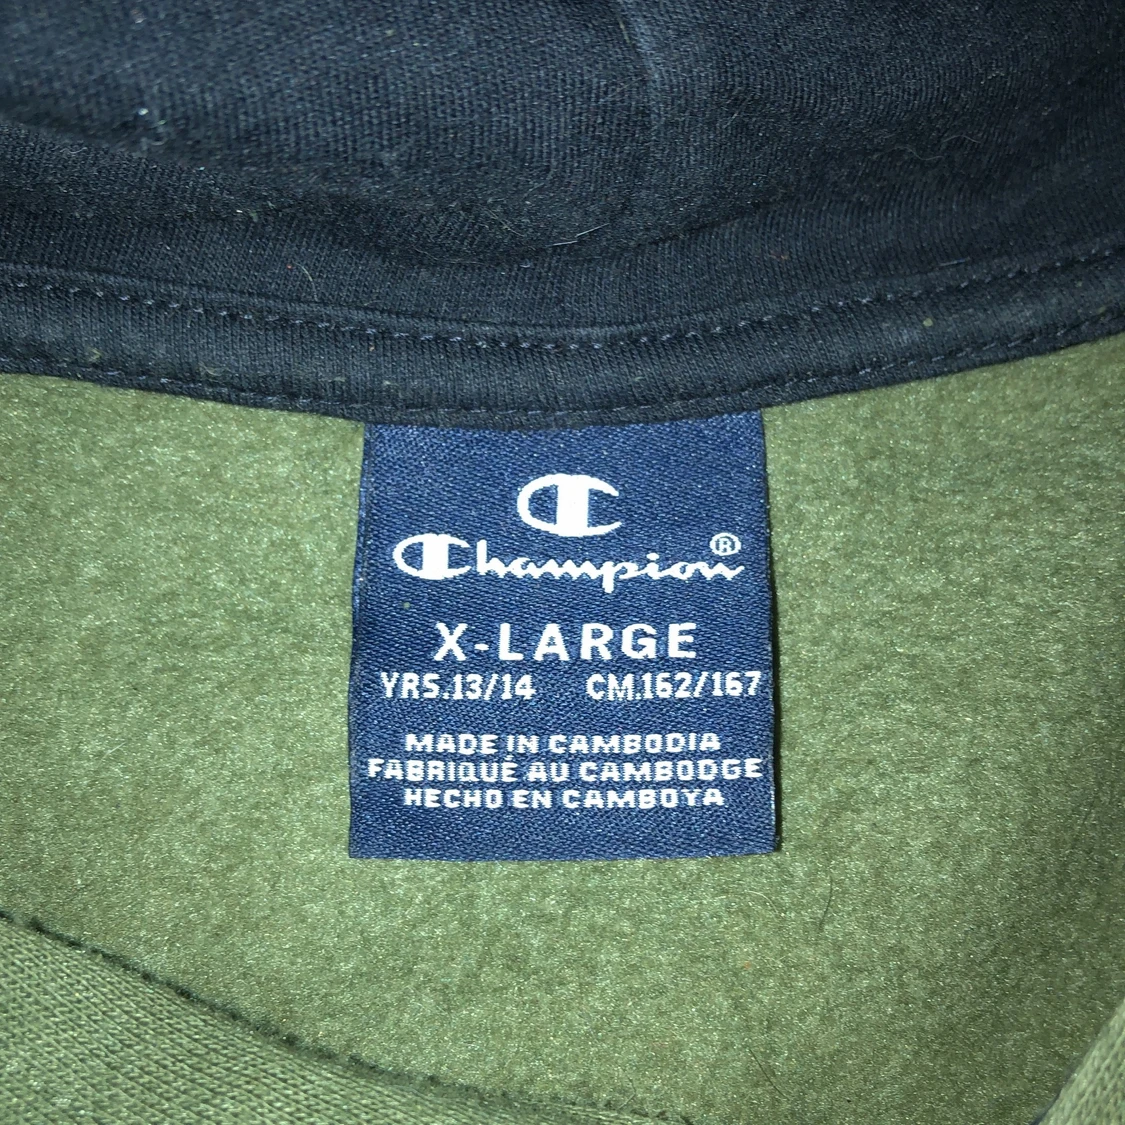 Champion®
X-LARGE
YRS.13/14 CM.162/167
MADE IN CAMBODIA
FABRIQUÉ AU CAMBODGE
HECHO EN CAMBOYA